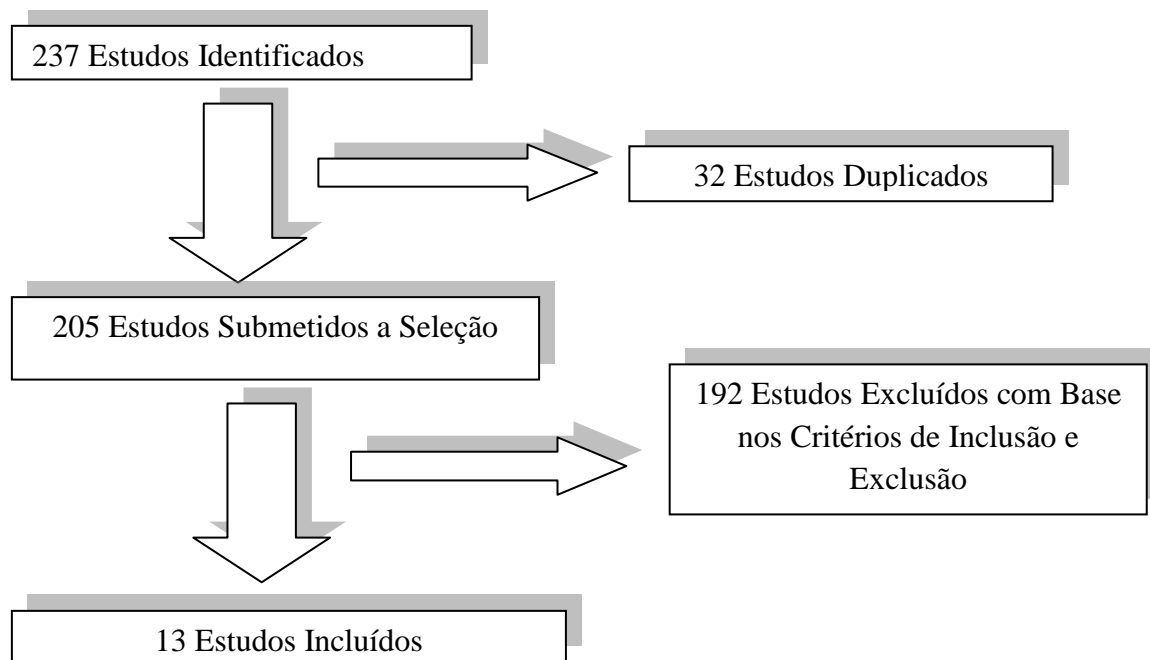 237 Estudos Identificados
32 Estudos Duplicados
205 Estudos Submetidos a Seleção
192 Estudos Excluídos com Base
nos Critérios de Inclusão e
Exclusão
13 Estudos Incluídos